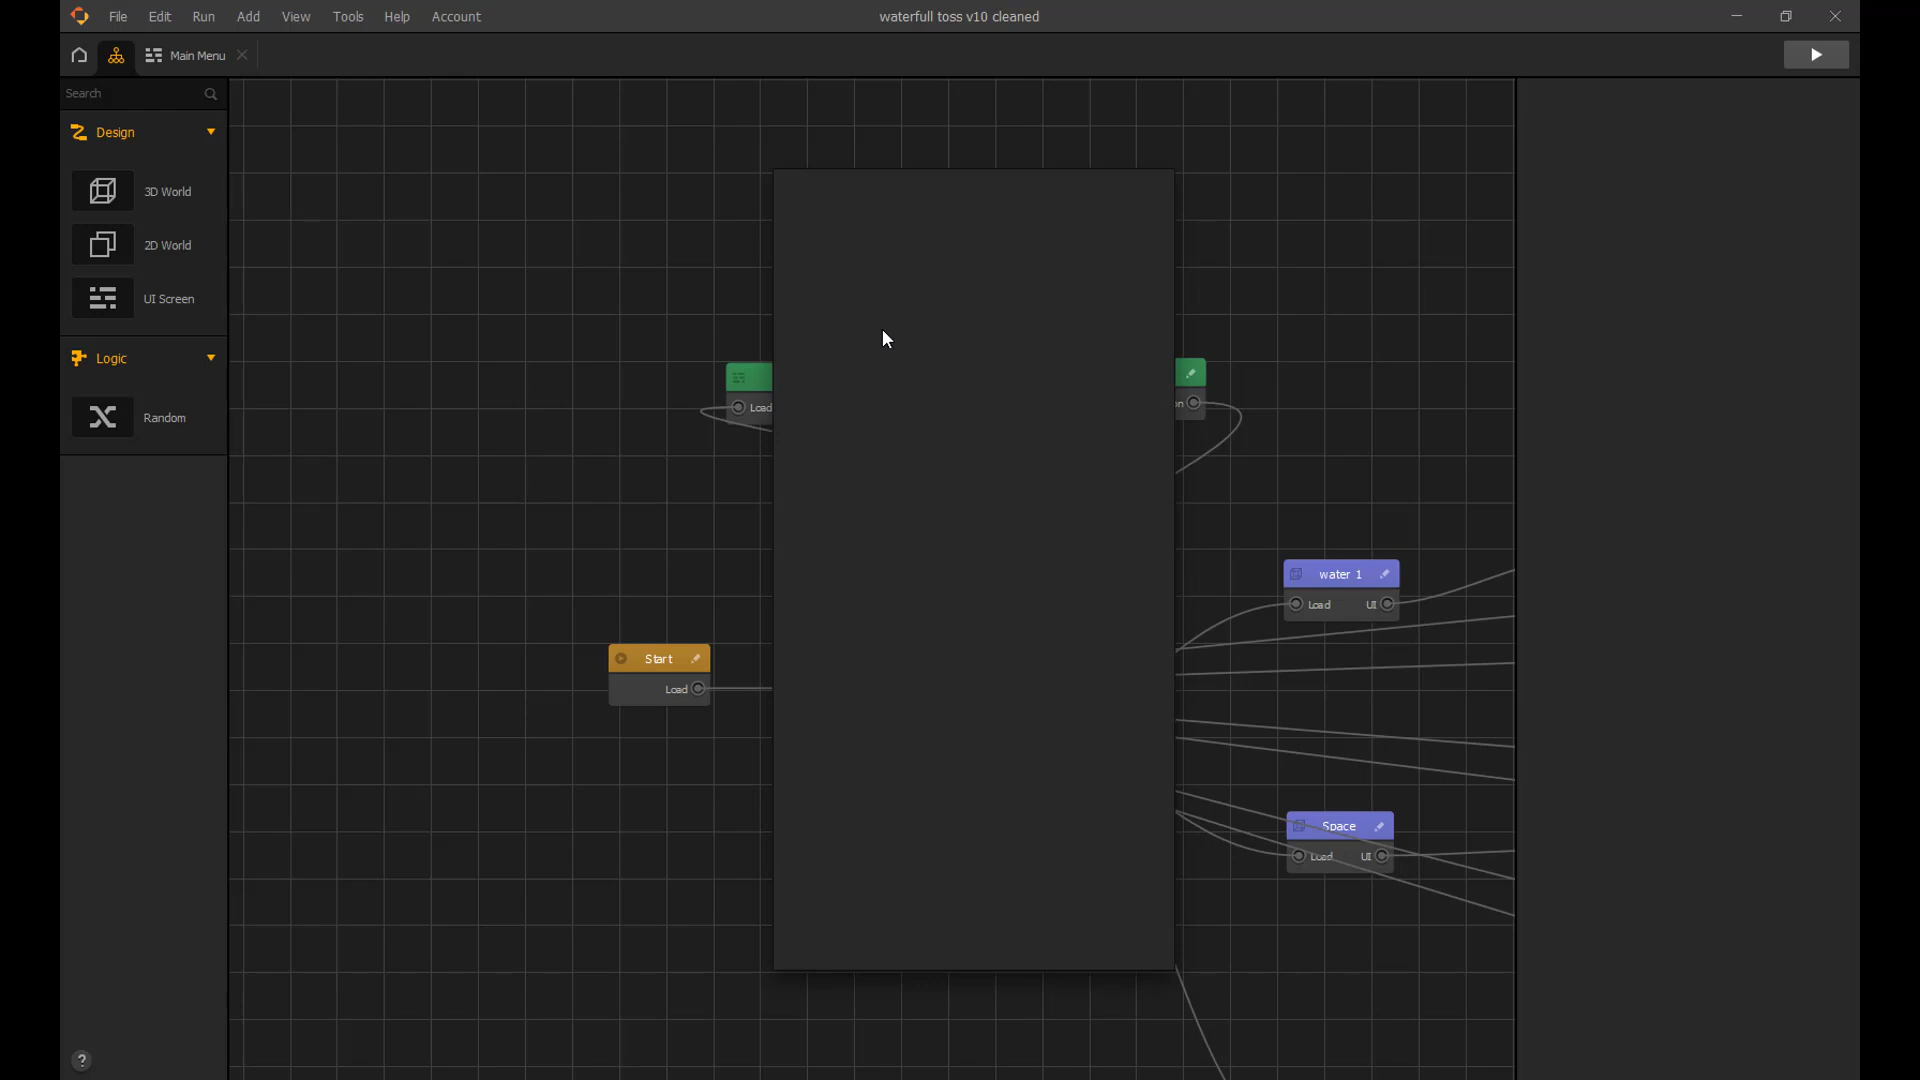 File Edit Run Add View Tools Help Account
waterfull toss v10 cleaned
Main Menu
Search
Design
3D World
2D World
UI Screen
Logic
Random
Load
water 1
Load UI
Start
Load
Space
Load UI
?